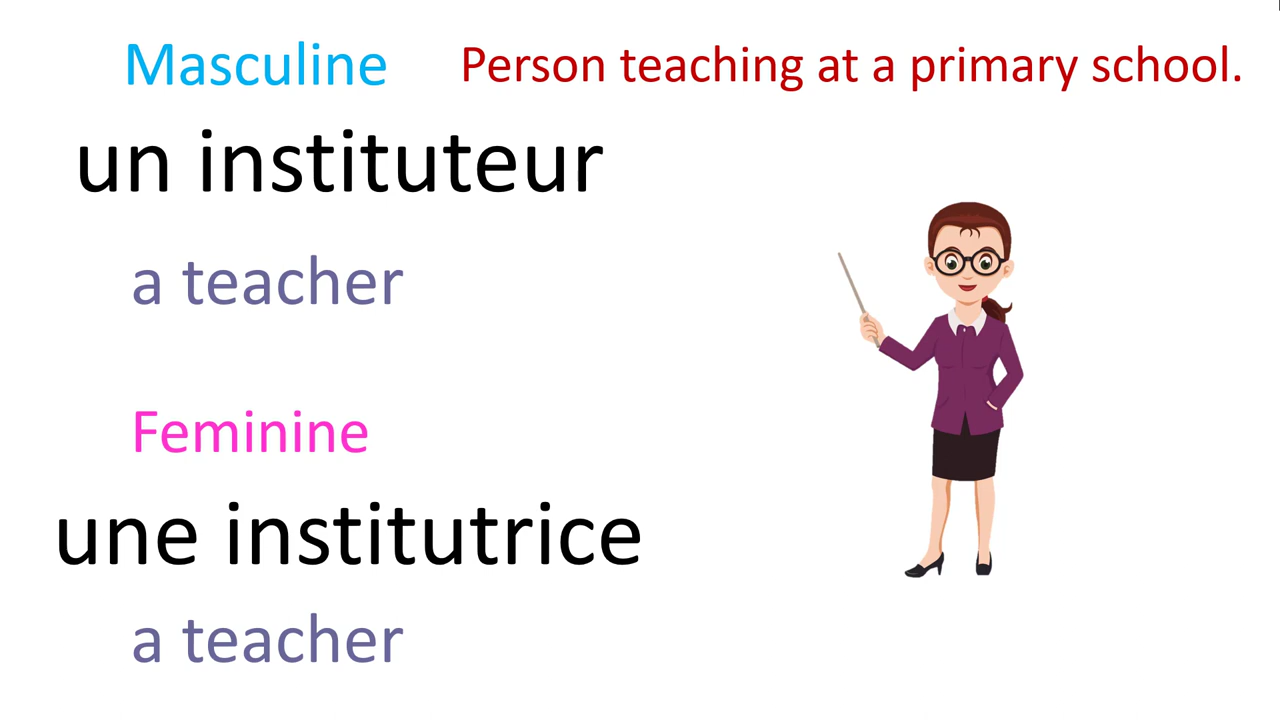 Masculine
Person teaching at a primary school.
un instituteur
a teacher
Feminine
une institutrice
a teacher